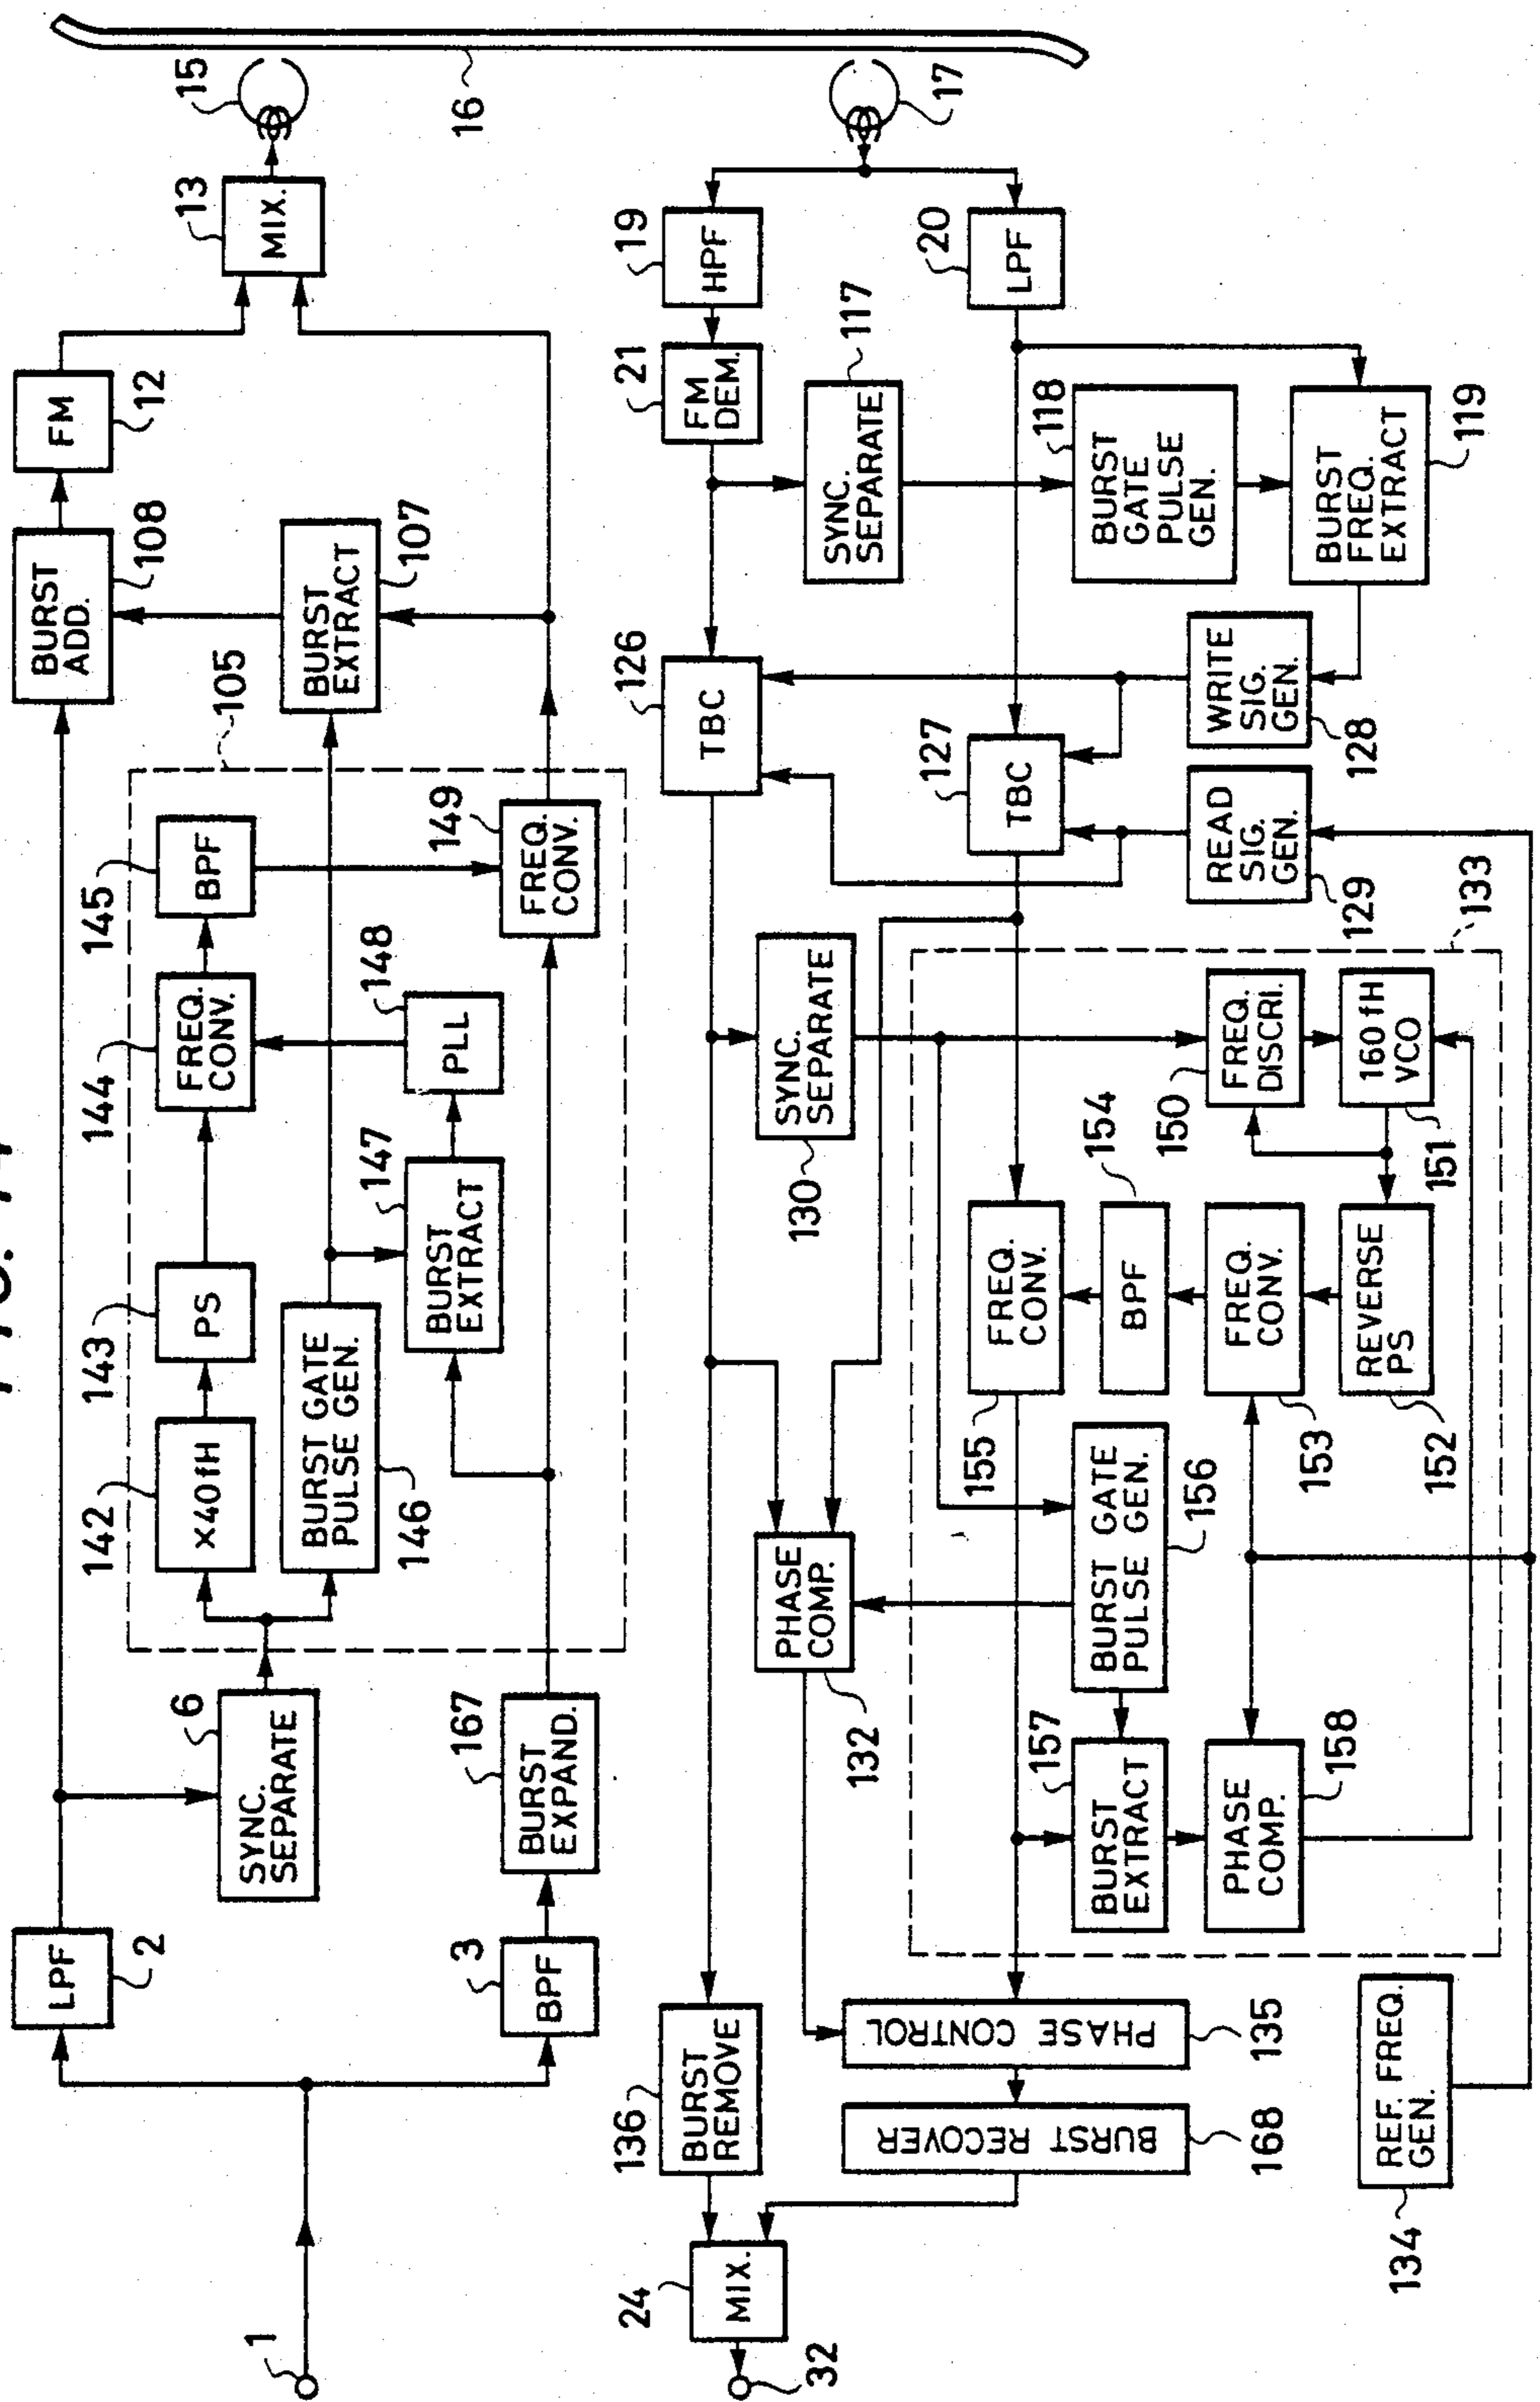 1
LPF
2
BPF
3
SYNC.
SEPARATE
6
BURST
EXPAND.
167
X40fH
142
PS
143
FREQ.
CONV.
144
BPF
145
BURST GATE
PULSE GEN.
146
BURST
EXTRACT
147
PLL
148
FREQ.
CONV.
149
105
BURST
ADD.
108
BURST
EXTRACT
107
FM
12
MIX.
13
15
16
17
HPF
19
LPF
20
FM
DEM.
21
SYNC.
SEPARATE
117
BURST
GATE
PULSE
GEN.
118
BURST
FREQ.
EXTRACT
119
TBC
126
TBC
127
WRITE
SIG.
GEN.
128
READ
SIG.
GEN.
129
SYNC.
SEPARATE
130
133
FREQ.
DISCRI.
150
160fH
VCO
151
REVERSE
PS
152
FREQ.
CONV.
153
BPF
154
FREQ.
CONV.
155
BURST GATE
PULSE GEN.
156
BURST
EXTRACT
157
PHASE
COMP.
158
PHASE
COMP.
132
PHASE CONTROL
135
BURST RECOVER
168
BURST
REMOVE
136
REF. FREQ.
GEN.
134
MIX.
24
32